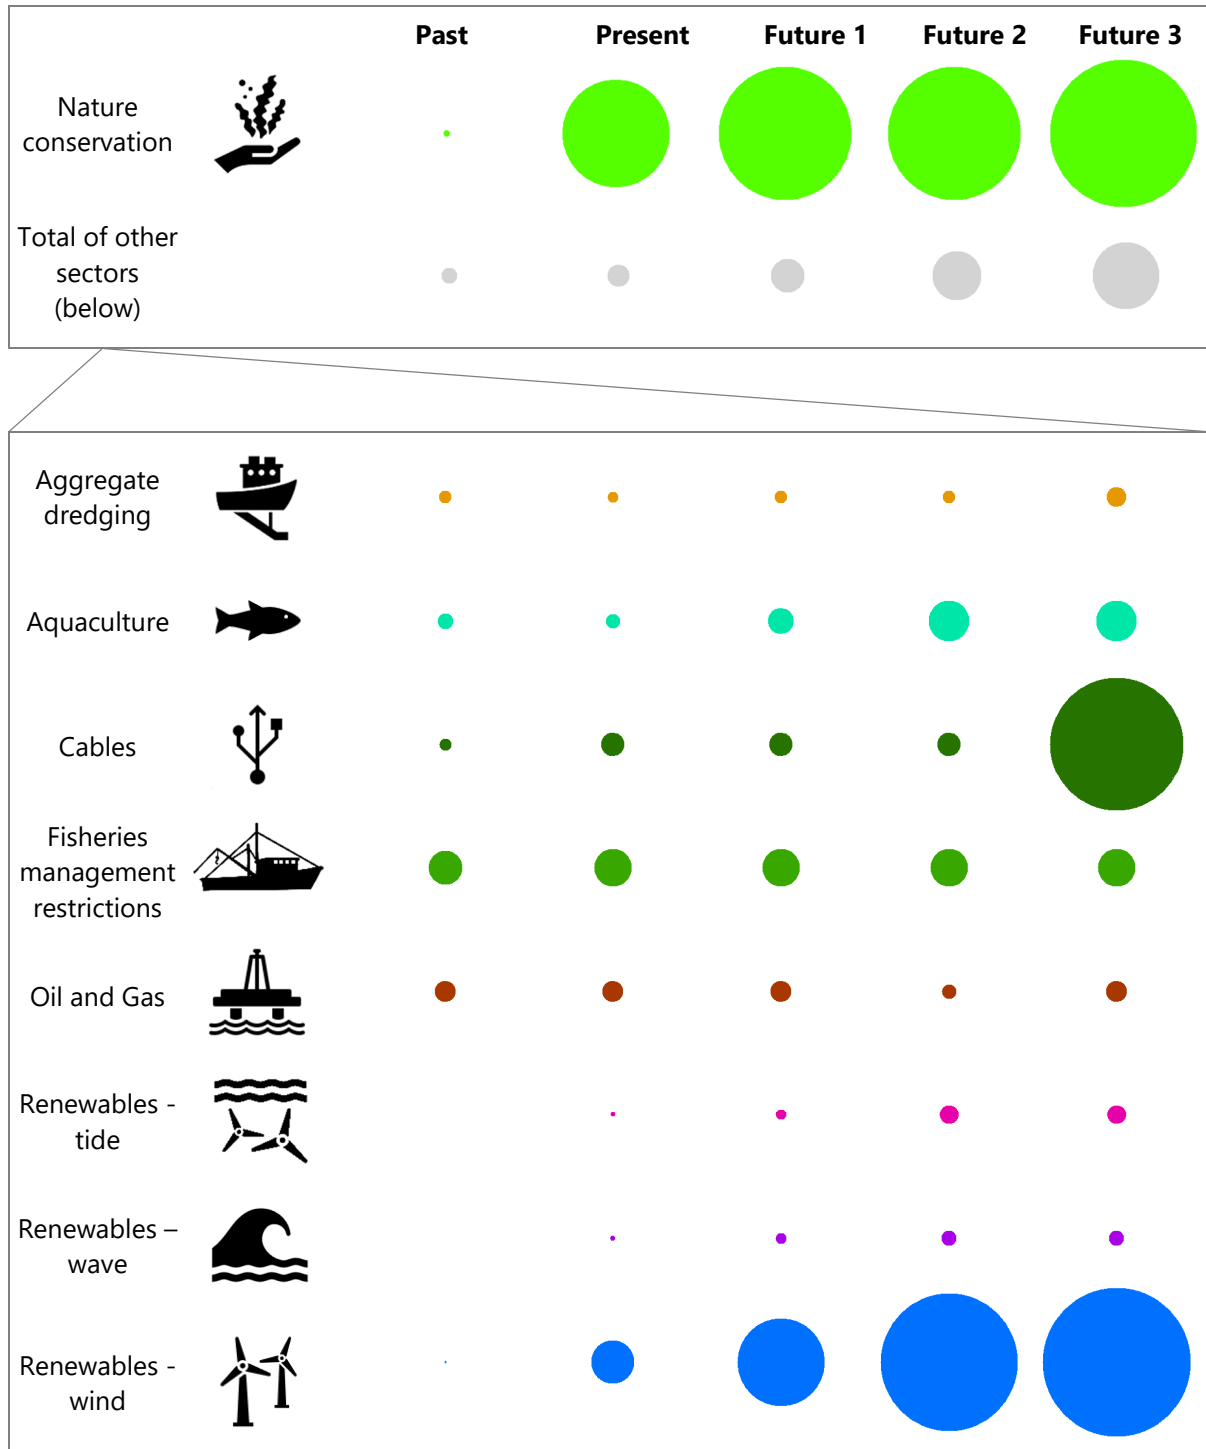 Past Present Future 1 Future 2 Future 3
Nature
conservation
Total of other
sectors
(below)
Aggregate
dredging
Aquaculture
Cables
Fisheries
management
restrictions
Oil and Gas
Renewables -
tide
Renewables –
wave
Renewables -
wind